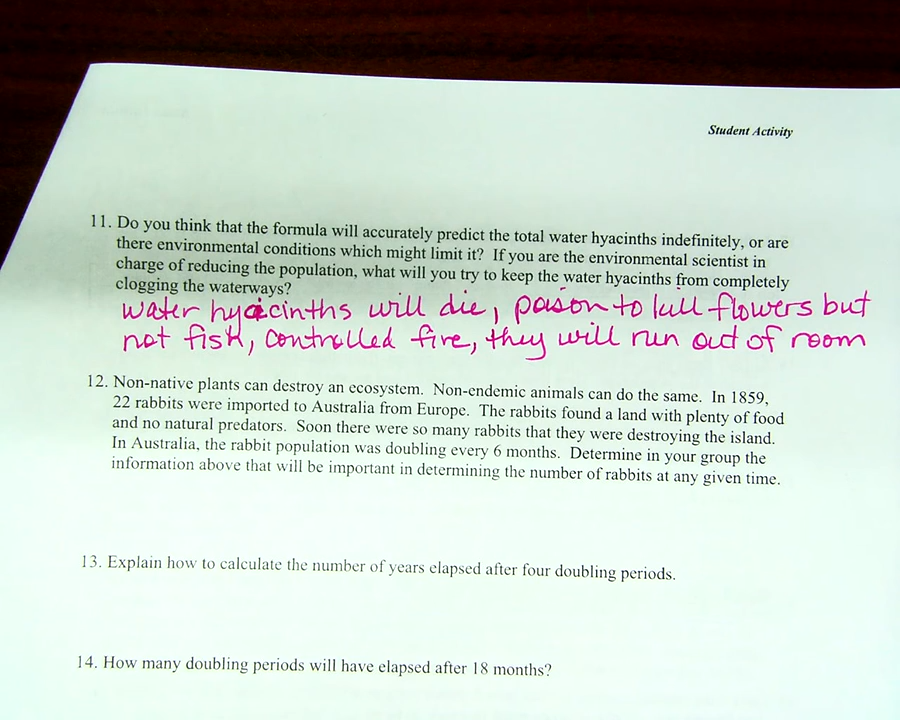 Student Activity
11. Do you think that the formula will accurately predict the total water hyacinths indefinitely, or are
there environmental conditions which might limit it? If you are the environmental scientist in
charge of reducing the population, what will you try to keep the water hyacinths from completely
clogging the waterways?
water hyacinths will die, poison to kill flowers but
not fish, controlled fire, they will run out of room
12. Non-native plants can destroy an ecosystem. Non-endemic animals can do the same. In 1859,
22 rabbits were imported to Australia from Europe. The rabbits found a land with plenty of food
and no natural predators. Soon there were so many rabbits that they were destroying the island.
In Australia, the rabbit population was doubling every 6 months. Determine in your group the
information above that will be important in determining the number of rabbits at any given time.
13. Explain how to calculate the number of years elapsed after four doubling periods.
14. How many doubling periods will have elapsed after 18 months?